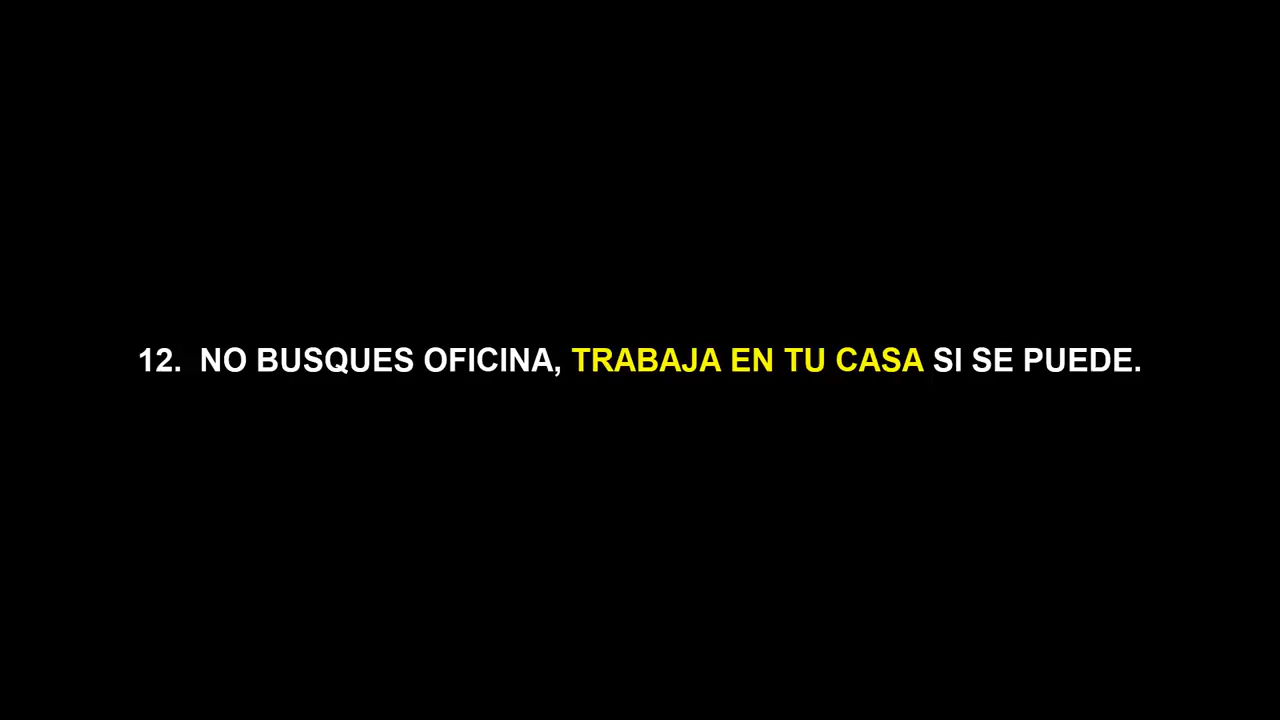 12.  NO BUSQUES OFICINA, TRABAJA EN TU CASA SI SE PUEDE.